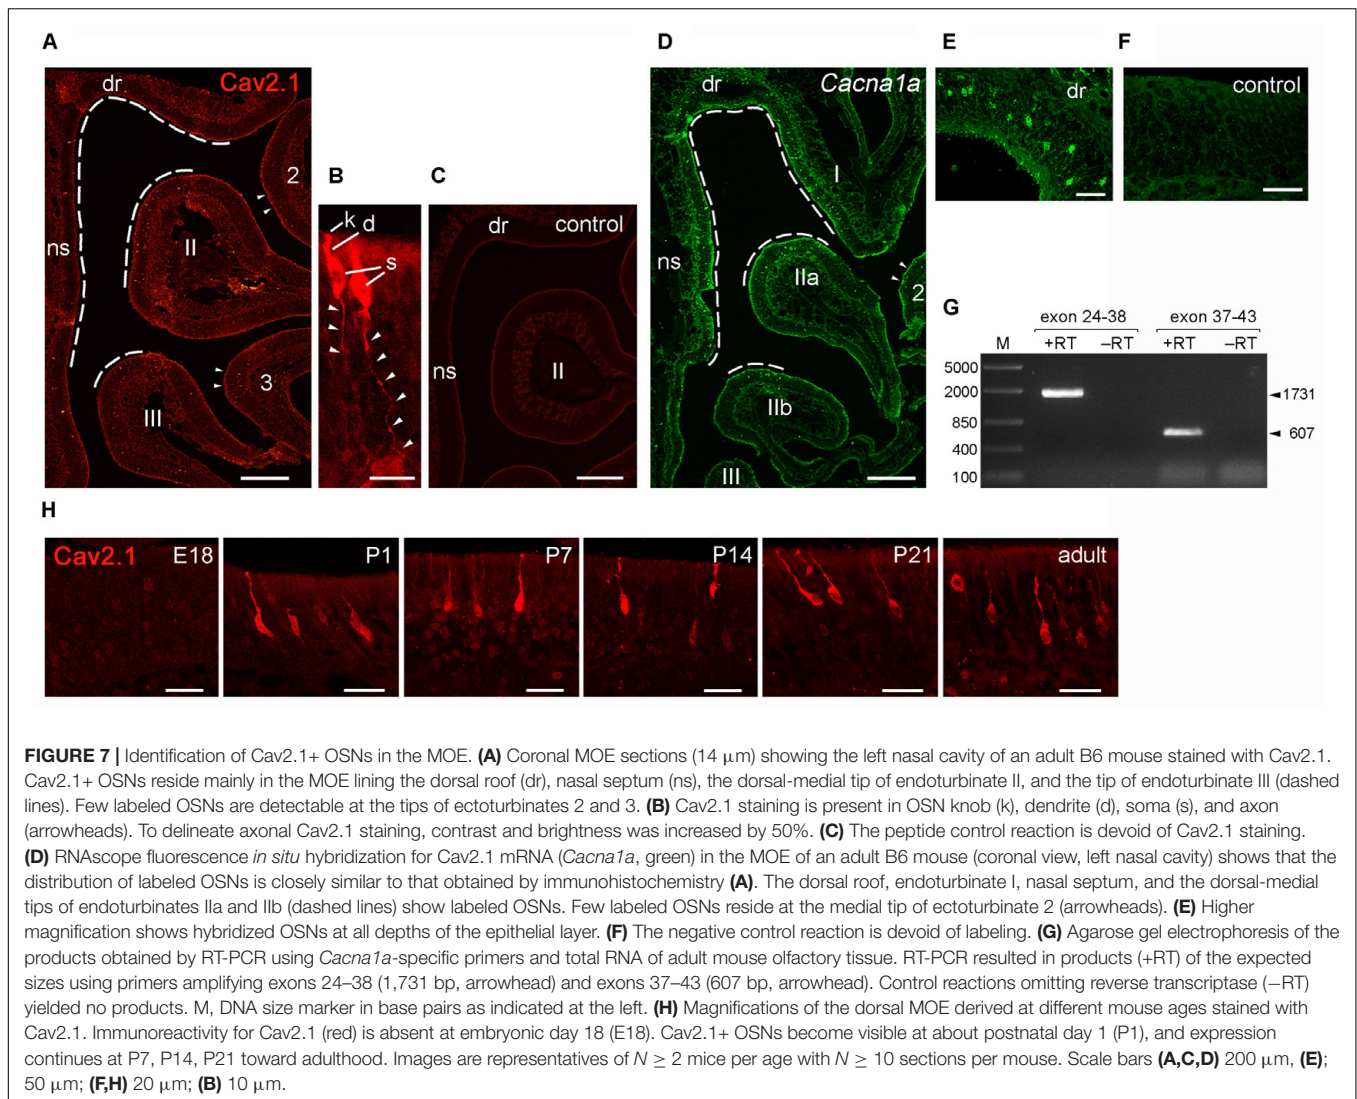 A
D
E
F
dr
Cav2.1
dr
Cacna1a
dr
control
2
B
C
I
k
d
dr
control
ns
II
s
ns
IIa
2
G
exon 24-38
exon 37-43
M
+RT
–RT
+RT
–RT
5000
2000
850
400
100
1731
607
3
ns
II
IIb
III
III
H
Cav2.1
E18
P1
P7
P14
P21
adult
FIGURE 7 | Identification of Cav2.1+ OSNs in the MOE. (A) Coronal MOE sections (14 μm) showing the left nasal cavity of an adult B6 mouse stained with Cav2.1.
Cav2.1+ OSNs reside mainly in the MOE lining the dorsal roof (dr), nasal septum (ns), the dorsal-medial tip of endoturbinate II, and the tip of endoturbinate III (dashed
lines). Few labeled OSNs are detectable at the tips of ectoturbinates 2 and 3. (B) Cav2.1 staining is present in OSN knob (k), dendrite (d), soma (s), and axon
(arrowheads). To delineate axonal Cav2.1 staining, contrast and brightness was increased by 50%. (C) The peptide control reaction is devoid of Cav2.1 staining.
(D) RNAscope fluorescence in situ hybridization for Cav2.1 mRNA (Cacna1a, green) in the MOE of an adult B6 mouse (coronal view, left nasal cavity) shows that the
distribution of labeled OSNs is closely similar to that obtained by immunohistochemistry (A). The dorsal roof, endoturbinate I, nasal septum, and the dorsal-medial
tips of endoturbinates IIa and IIb (dashed lines) show labeled OSNs. Few labeled OSNs reside at the medial tip of ectoturbinate 2 (arrowheads). (E) Higher
magnification shows hybridized OSNs at all depths of the epithelial layer. (F) The negative control reaction is devoid of labeling. (G) Agarose gel electrophoresis of the
products obtained by RT-PCR using Cacna1a-specific primers and total RNA of adult mouse olfactory tissue. RT-PCR resulted in products (+RT) of the expected
sizes using primers amplifying exons 24–38 (1,731 bp, arrowhead) and exons 37–43 (607 bp, arrowhead). Control reactions omitting reverse transcriptase (–RT)
yielded no products. M, DNA size marker in base pairs as indicated at the left. (H) Magnifications of the dorsal MOE derived at different mouse ages stained with
Cav2.1. Immunoreactivity for Cav2.1 (red) is absent at embryonic day 18 (E18). Cav2.1+ OSNs become visible at about postnatal day 1 (P1), and expression
continues at P7, P14, P21 toward adulthood. Images are representatives of N ≥ 2 mice per age with N ≥ 10 sections per mouse. Scale bars (A,C,D) 200 μm, (E);
50 μm; (F,H) 20 μm; (B) 10 μm.